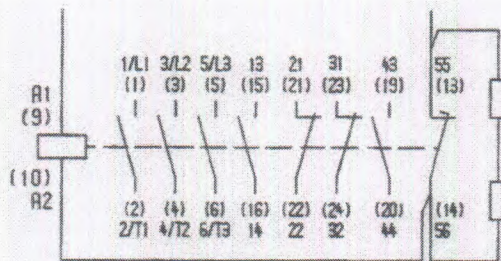 1/L1 3/L2 5/L3 13 21 31 43 55
(1) (3) (5) (15) (21) (23) (19) (13)
A1
(9)
(10)
A2
(2) (4) (6) (16) (22) (24) (20) (14)
2/T1 4/T2 6/T3 14 22 32 44 56